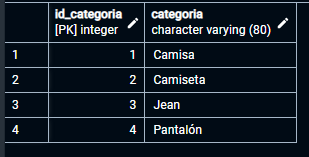 id_categoria categoria
[PK] integer character varying (80)
1 1 Camisa
2 2 Camiseta
3 3 Jean
4 4 Pantalón